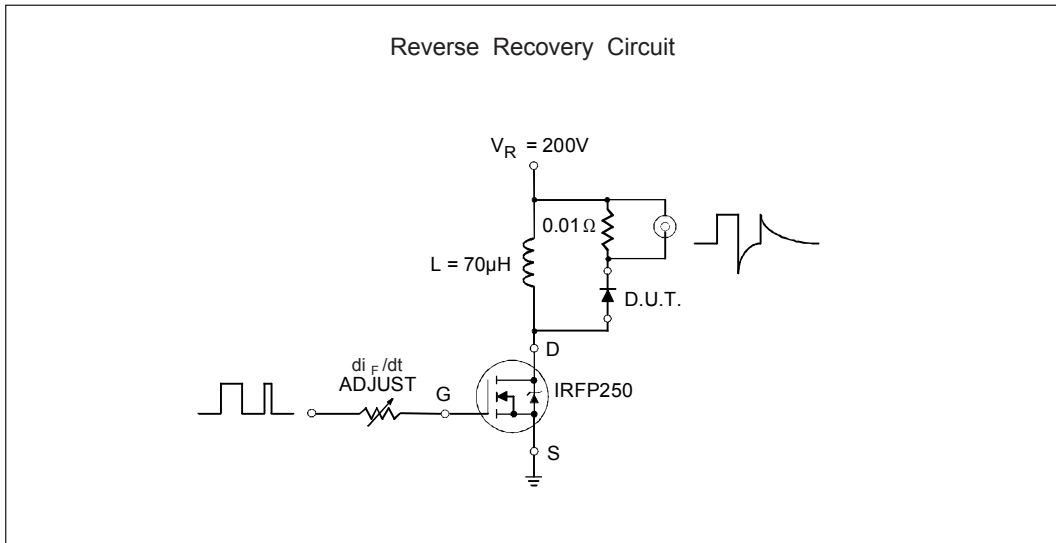 Reverse Recovery Circuit
V_R = 200V
0.01 Ω
L = 70µH
D.U.T.
D
di_F/dt
ADJUST
G
IRFP250
S